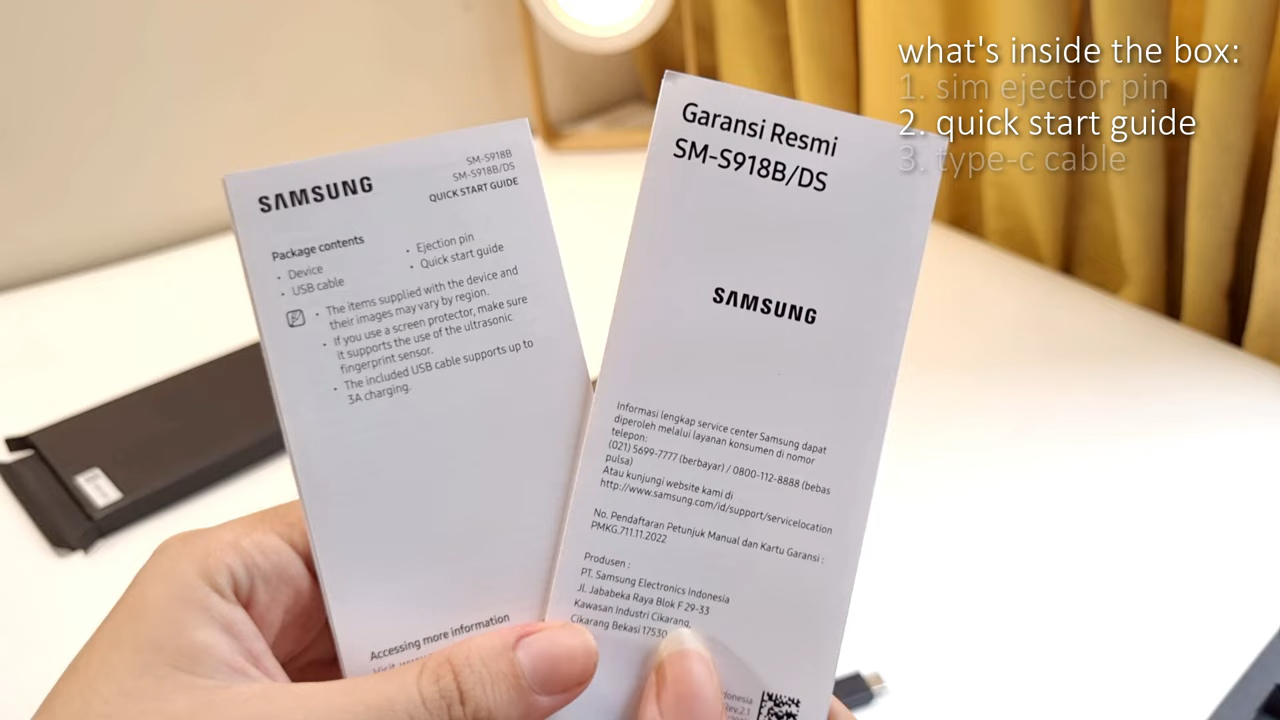 what's inside the box:
1. sim ejector pin
2. quick start guide
3. type-c cable
SAMSUNG
SM-S918B
SM-S918B/DS
QUICK START GUIDE
Package contents
• Device
• USB cable
• Ejection pin
• Quick start guide
• The items supplied with the device and
their images may vary by region.
• If you use a screen protector, make sure
it supports the use of the ultrasonic
fingerprint sensor.
• The included USB cable supports up to
3A charging.
Accessing more information
Visit
Garansi Resmi
SM-S918B/DS
SAMSUNG
Informasi lengkap service center Samsung dapat
diperoleh melalui layanan konsumen di nomor
telepon:
(021) 5699-7777 (berbayar) / 0800-112-8888 (bebas
pulsa)
Atau kunjungi website kami di
http://www.samsung.com/id/support/servicelocation
No. Pendaftaran Petunjuk Manual dan Kartu Garansi :
PMKG.711.11.2022
Produsen :
PT. Samsung Electronics Indonesia
Jl. Jababeka Raya Blok F 29-33
Kawasan Industri Cikarang,
Cikarang Bekasi 17530
donesia
Rev.2.1